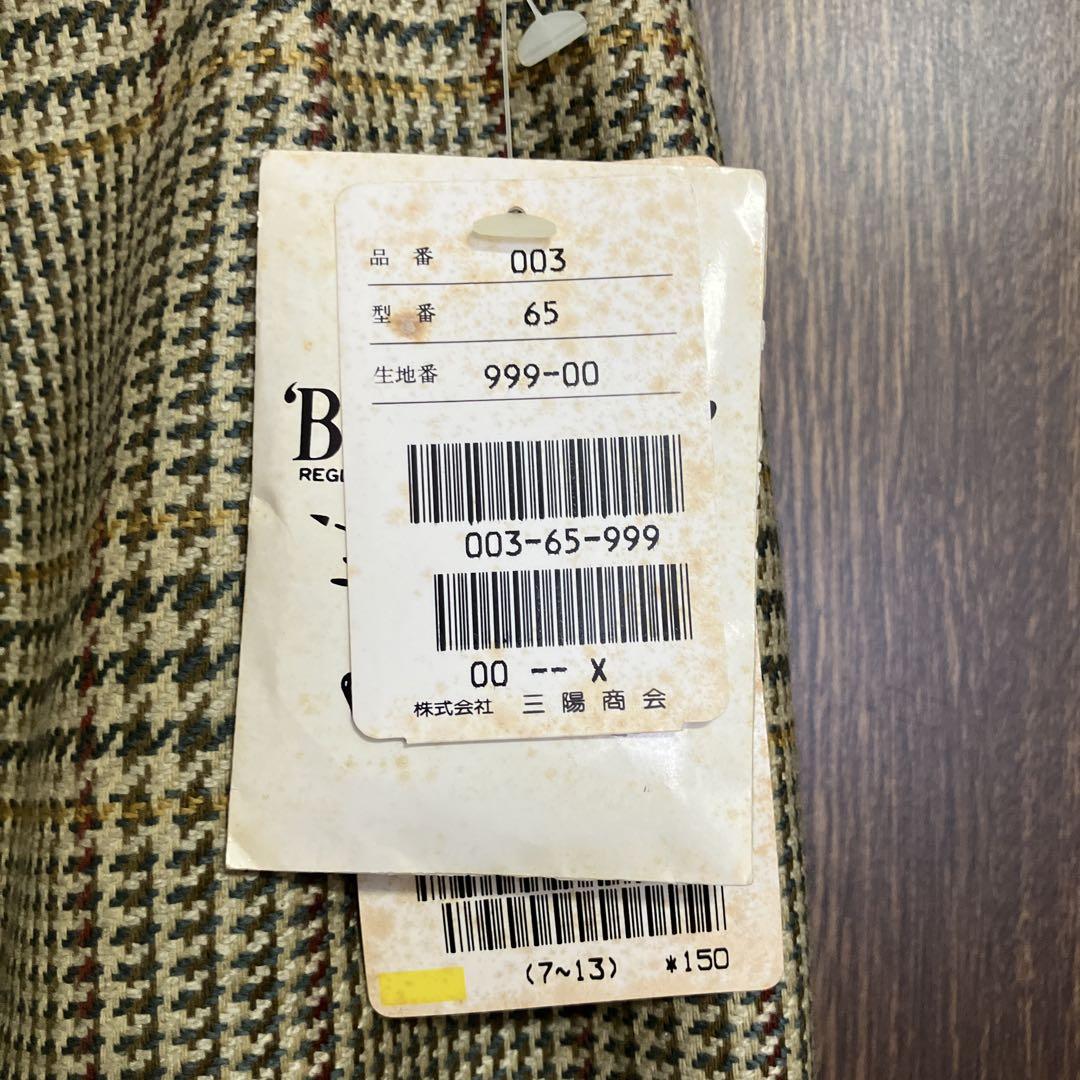 品番 003
型番 65
生地番 999-00
'B
REGI
003-65-999
00 -- X
株式会社 三陽商会
(7~13) *150